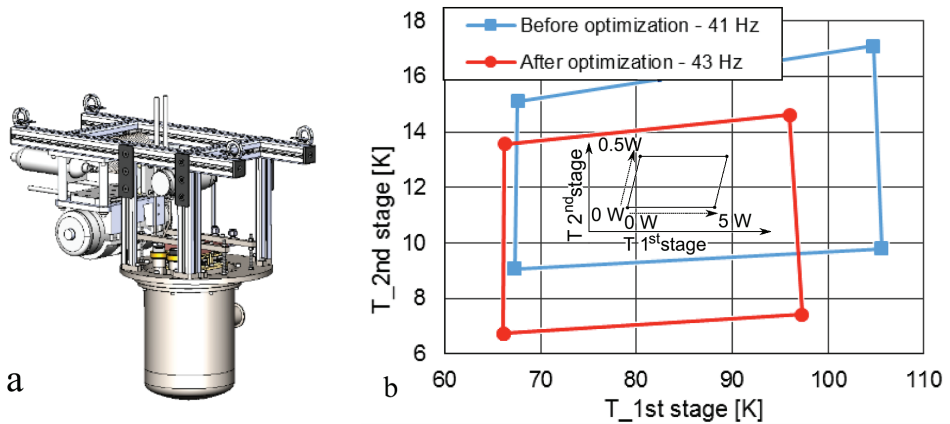 a
b
Before optimization - 41 Hz
After optimization - 43 Hz
T_2nd stage [K]
18
16
14
12
10
8
6
60
70
80
90
100
110
T_1st stage [K]
0.5W
0 W
0 W
5 W
T 2nd stage
T 1st stage